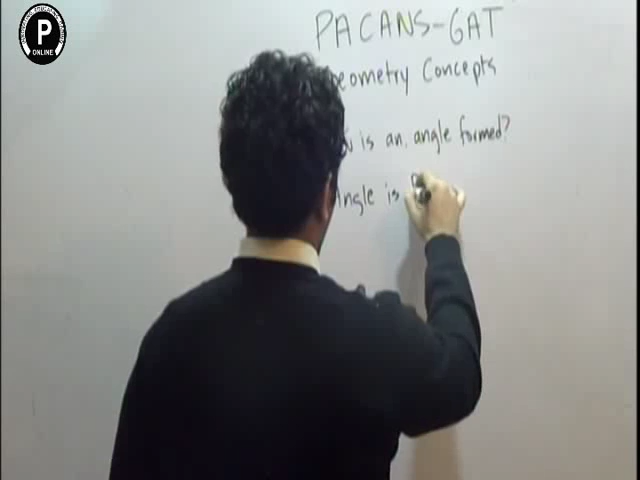 P
ONLINE
PACANS-GAT
eometry Concepts
is an angle formed?
Angle is